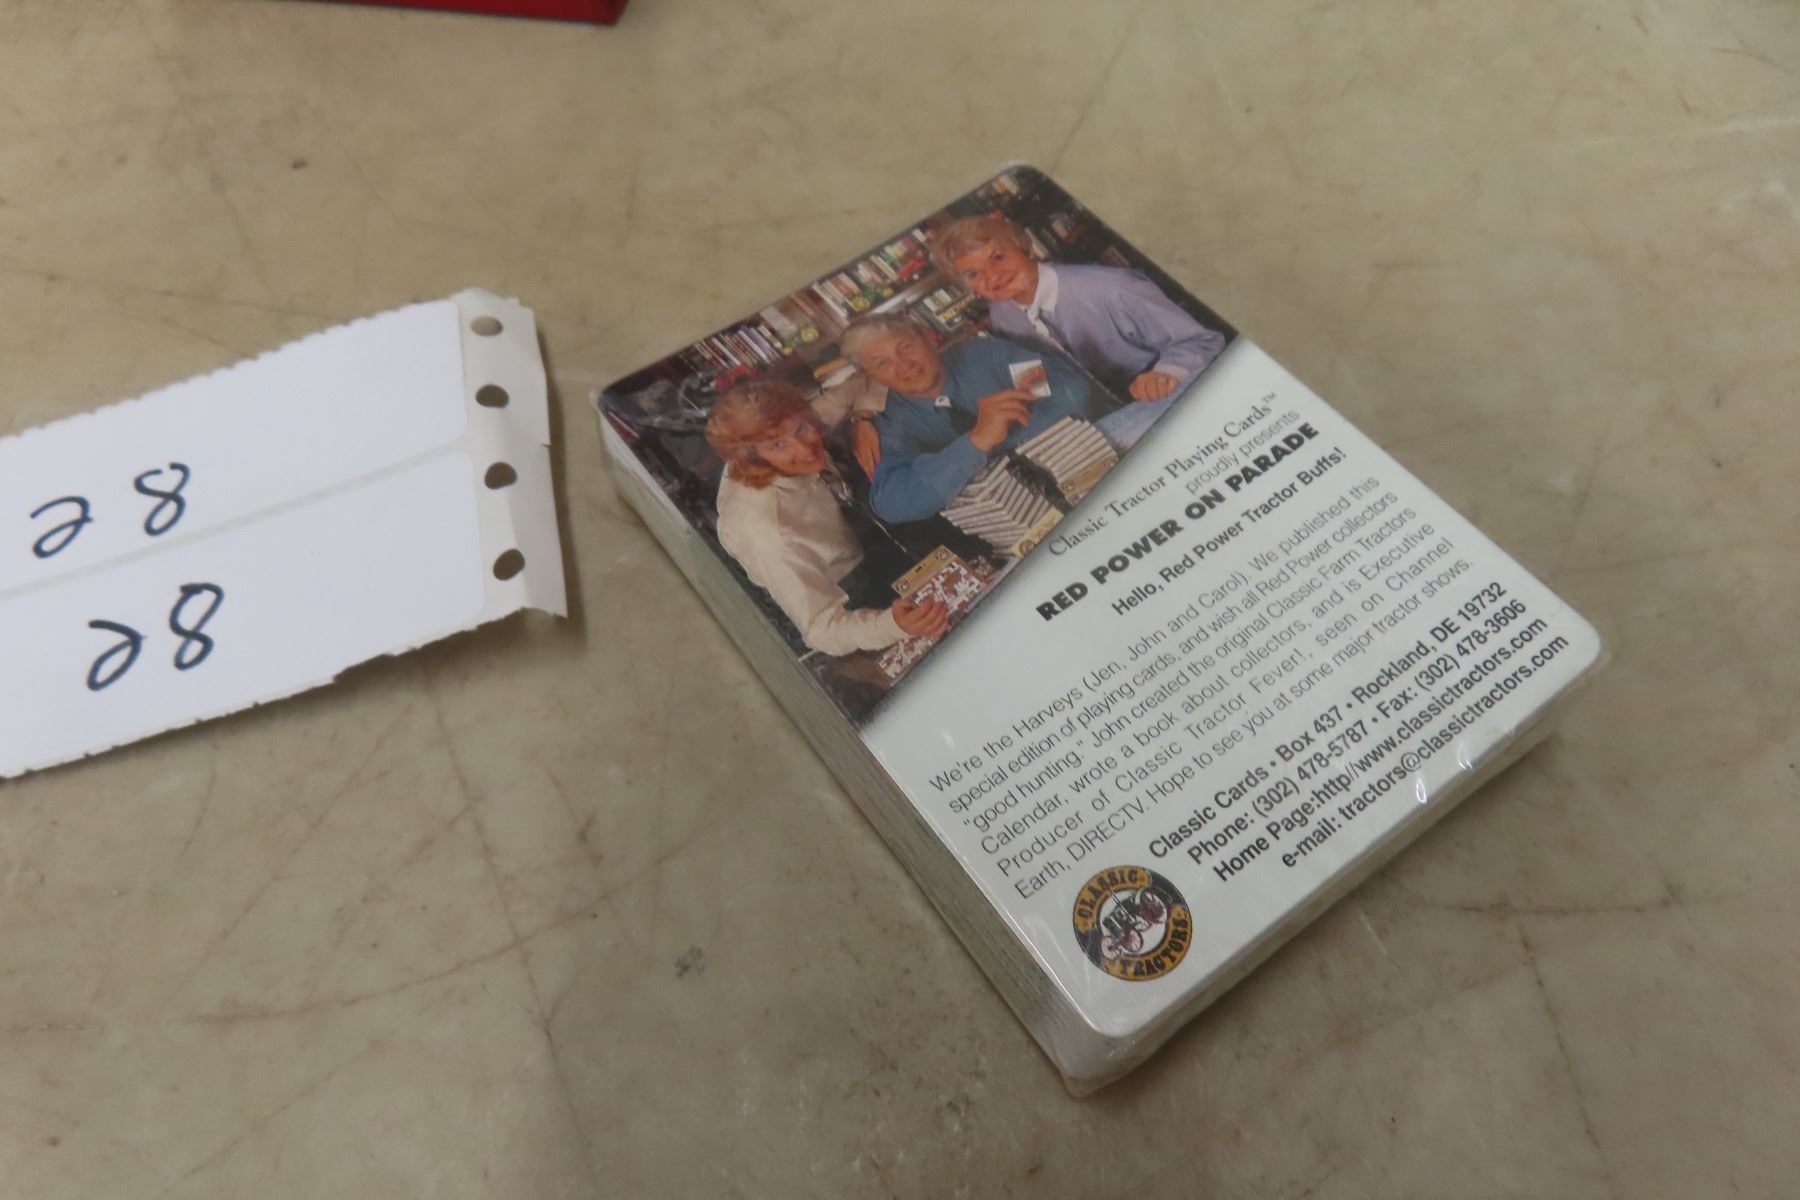 28
28
Classic Tractor Playing Cards™
proudly presents
RED POWER ON PARADE
Hello, Red Power Tractor Buffs!
We're the Harveys (Jen, John and Carol). We published this
special edition of playing cards, and wish all Red Power collectors
"good hunting." John created the original Classic Farm Tractors
Calendar, wrote a book about collectors, and is Executive
Producer of Classic Tractor Fever!, seen on Channel
Earth, DIRECTV. Hope to see you at some major tractor shows.
Classic Cards • Box 437 • Rockland, DE 19732
Phone: (302) 478-5787 • Fax: (302) 478-3606
Home Page:http//www.classictractors.com
e-mail: tractors@classictractors.com
CLASSIC
TRACTORS